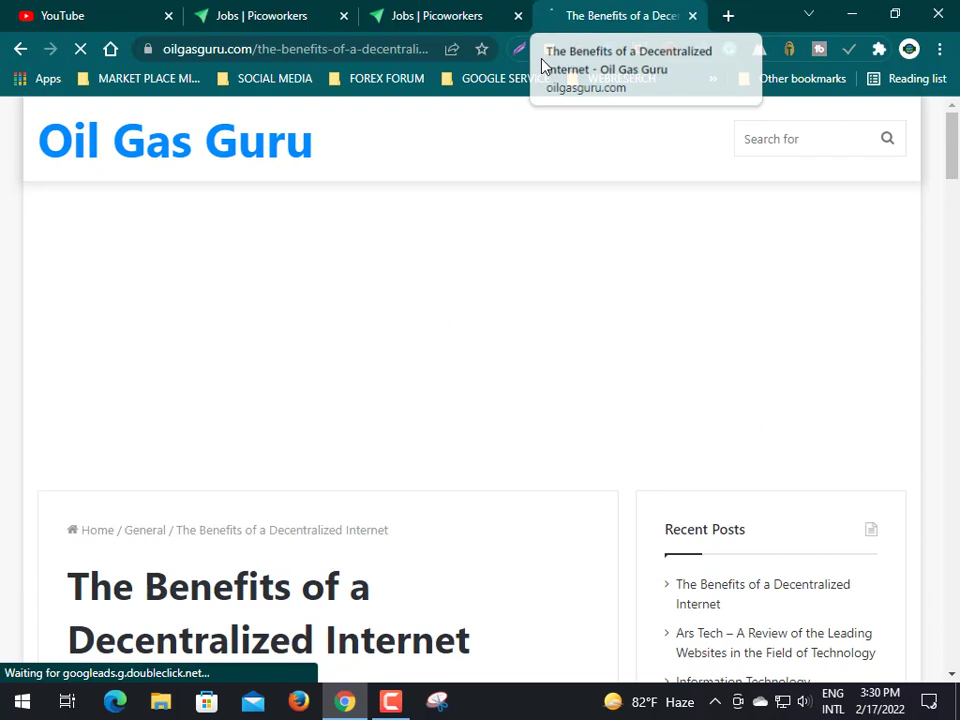 YouTube
Jobs | Picoworkers
Jobs | Picoworkers
The Benefits of a Dece
oilgasguru.com/the-benefits-of-a-decentrali...
The Benefits of a Decentralized
Internet - Oil Gas Guru
oilgasguru.com
Apps
MARKET PLACE MI...
SOCIAL MEDIA
FOREX FORUM
GOOGLE SERVICE
WEBRESERCH
»
Other bookmarks
Reading list
Oil Gas Guru
Search for
Home / General / The Benefits of a Decentralized Internet
The Benefits of a
Decentralized Internet
Recent Posts
The Benefits of a Decentralized
Internet
Ars Tech – A Review of the Leading
Websites in the Field of Technology
Information Technology
Waiting for googleads.g.doubleclick.net...
82°F Haze
ENG
INTL
3:30 PM
2/17/2022